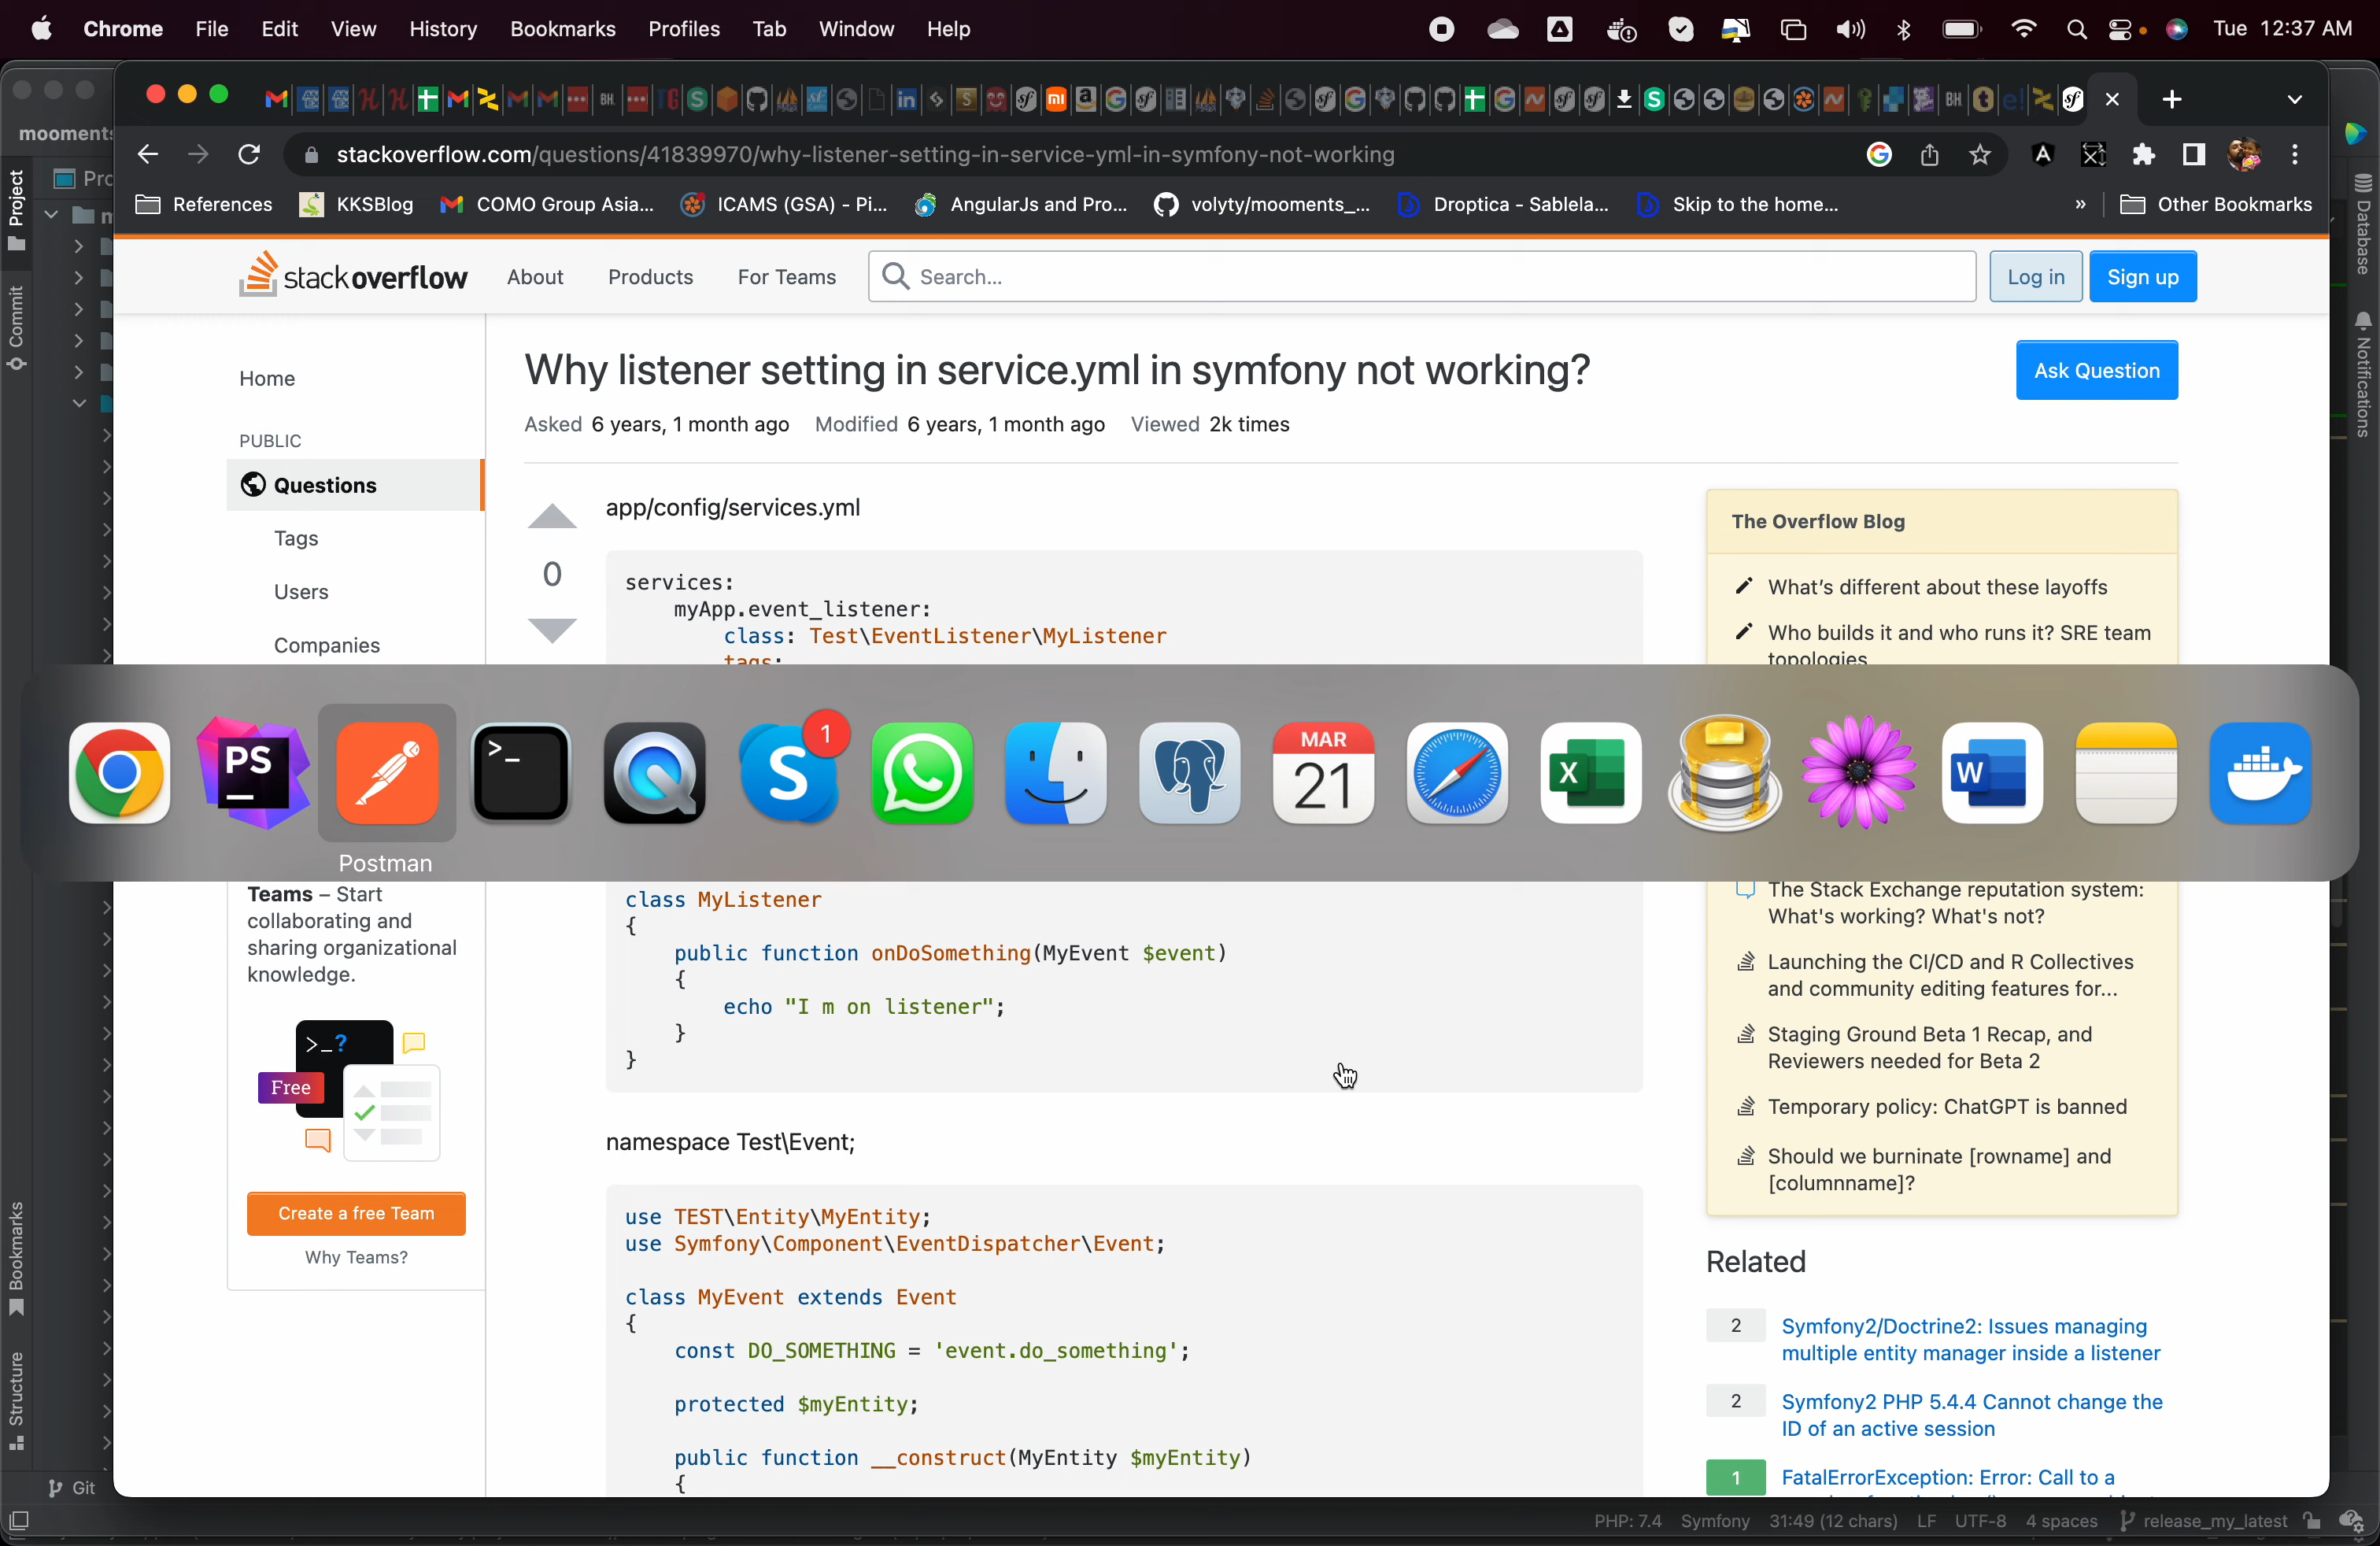 Chrome File Edit View History Bookmarks Profiles Tab Window Help Tue 12:37 AM
stackoverflow.com/questions/41839970/why-listener-setting-in-service-yml-in-symfony-not-working
References KKSBlog COMO Group Asia... ICAMS (GSA) - Pi... AngularJs and Pro... volyty/mooments_... Droptica - Sablela... Skip to the home... » Other Bookmarks
mooments
Project
Commit
Bookmarks
Structure
Database
Notifications
stackoverflow About Products For Teams Search... Log in Sign up
Home
PUBLIC
Questions
Tags
Users
Companies
Why listener setting in service.yml in symfony not working?
Ask Question
Asked 6 years, 1 month ago Modified 6 years, 1 month ago Viewed 2k times
0
app/config/services.yml
services:
myApp.event_listener:
class: Test\EventListener\MyListener
tags:
The Overflow Blog
What's different about these layoffs
Who builds it and who runs it? SRE team
topologies
PS
>_
S
1
MAR
21
X
W
Postman
Teams – Start
collaborating and
sharing organizational
knowledge.
>_?
Free
Create a free Team
Why Teams?
class MyListener
{
public function onDoSomething(MyEvent $event)
{
echo "I m on listener";
}
}
namespace Test\Event;
use TEST\Entity\MyEntity;
use Symfony\Component\EventDispatcher\Event;
class MyEvent extends Event
{
const DO_SOMETHING = 'event.do_something';
protected $myEntity;
public function __construct(MyEntity $myEntity)
{
The Stack Exchange reputation system:
What's working? What's not?
Launching the CI/CD and R Collectives
and community editing features for...
Staging Ground Beta 1 Recap, and
Reviewers needed for Beta 2
Temporary policy: ChatGPT is banned
Should we burninate [rowname] and
[columnname]?
Related
2 Symfony2/Doctrine2: Issues managing
multiple entity manager inside a listener
2 Symfony2 PHP 5.4.4 Cannot change the
ID of an active session
1 FatalErrorException: Error: Call to a
Git
PHP: 7.4 Symfony 31:49 (12 chars) LF UTF-8 4 spaces release_my_latest